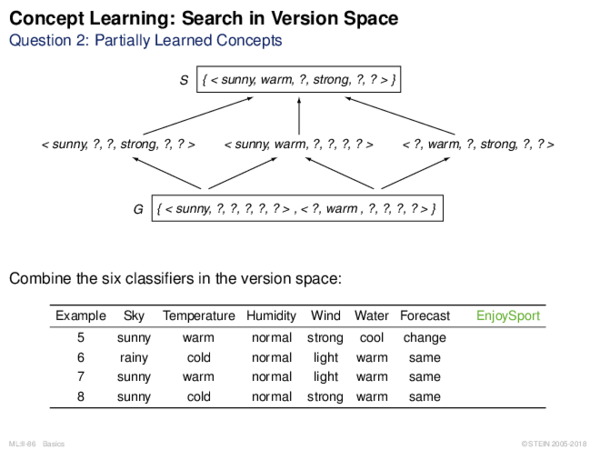 Concept Learning: Search in Version Space
Question 2: Partially Learned Concepts
S { < sunny, warm, ?, strong, ?, ? > }
< sunny, ?, ?, strong, ?, ? > < sunny, warm, ?, ?, ?, ? > < ?, warm, ?, strong, ?, ? >
G { < sunny, ?, ?, ?, ?, ? > , < ?, warm , ?, ?, ?, ? > }
Combine the six classifiers in the version space:
Example Sky Temperature Humidity Wind Water Forecast EnjoySport
5 sunny warm normal strong cool change
6 rainy cold normal light warm same
7 sunny warm normal light warm same
8 sunny cold normal strong warm same
ML:II-86 Basics ©STEIN 2005-2018